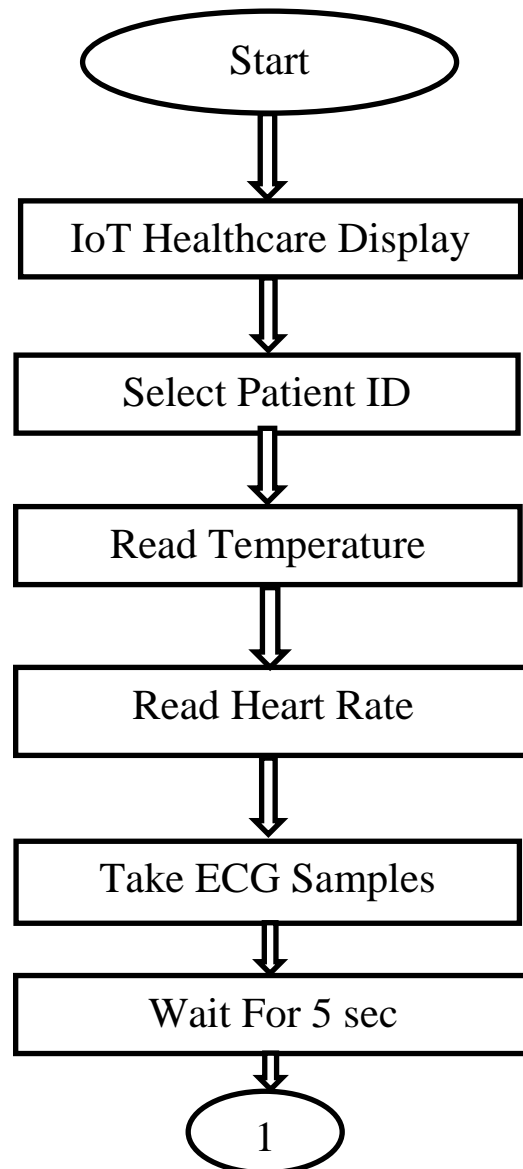 Start
IoT Healthcare Display
Select Patient ID
Read Temperature
Read Heart Rate
Take ECG Samples
Wait For 5 sec
1